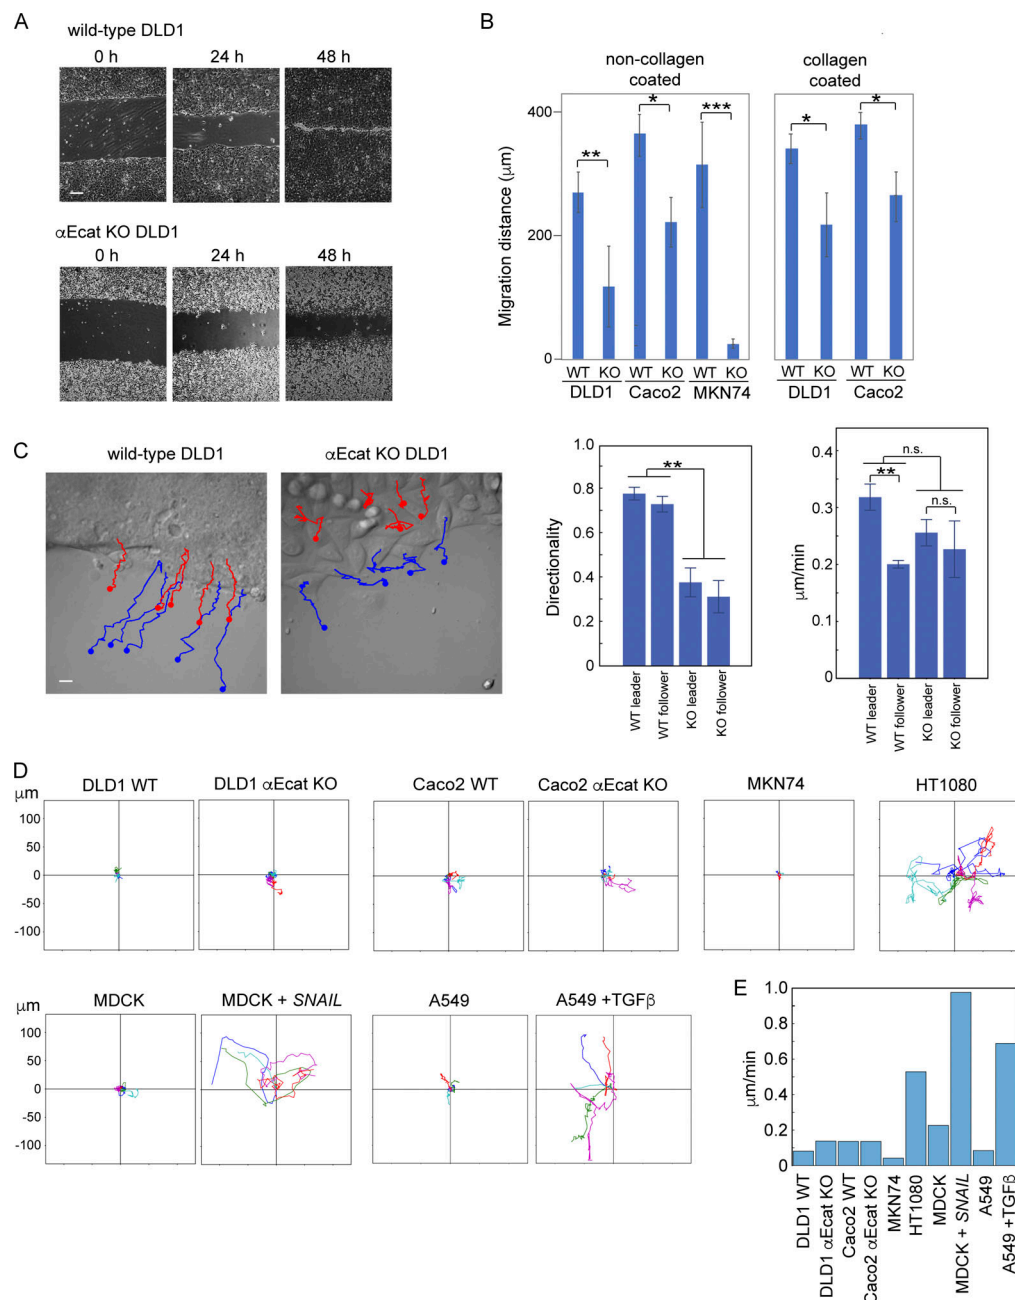 A
wild-type DLD1
0 h 24 h 48 h
αEcat KO DLD1
0 h 24 h 48 h
B
non-collagen
coated
collagen
coated
Migration distance (μm)
400
200
0
** * *** * *
WT KO WT KO WT KO WT KO WT KO
DLD1 Caco2 MKN74 DLD1 Caco2
C
wild-type DLD1 αEcat KO DLD1
Directionality
1.0
0.8
0.6
0.4
0.2
0
**
WT leader
WT follower
KO leader
KO follower
μm/min
0.4
0.3
0.2
0.1
0
n.s.
**
n.s.
WT leader
WT follower
KO leader
KO follower
D
μm
DLD1 WT DLD1 αEcat KO Caco2 WT Caco2 αEcat KO MKN74 HT1080
100
50
0
-50
-100
μm
MDCK MDCK + SNAIL A549 A549 +TGFβ
100
50
0
-50
-100
E
μm/min
1.0
0.8
0.6
0.4
0.2
0
DLD1 WT
DLD1 αEcat KO
Caco2 WT
Caco2 αEcat KO
MKN74
HT1080
MDCK
MDCK + SNAIL
A549
A549 +TGFβ